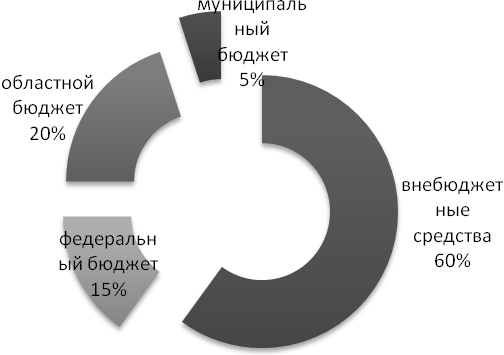 муниципаль
ный
бюджет
5%
областной
бюджет
20%
внебюджет
ные
средства
60%
федеральн
ый бюджет
15%